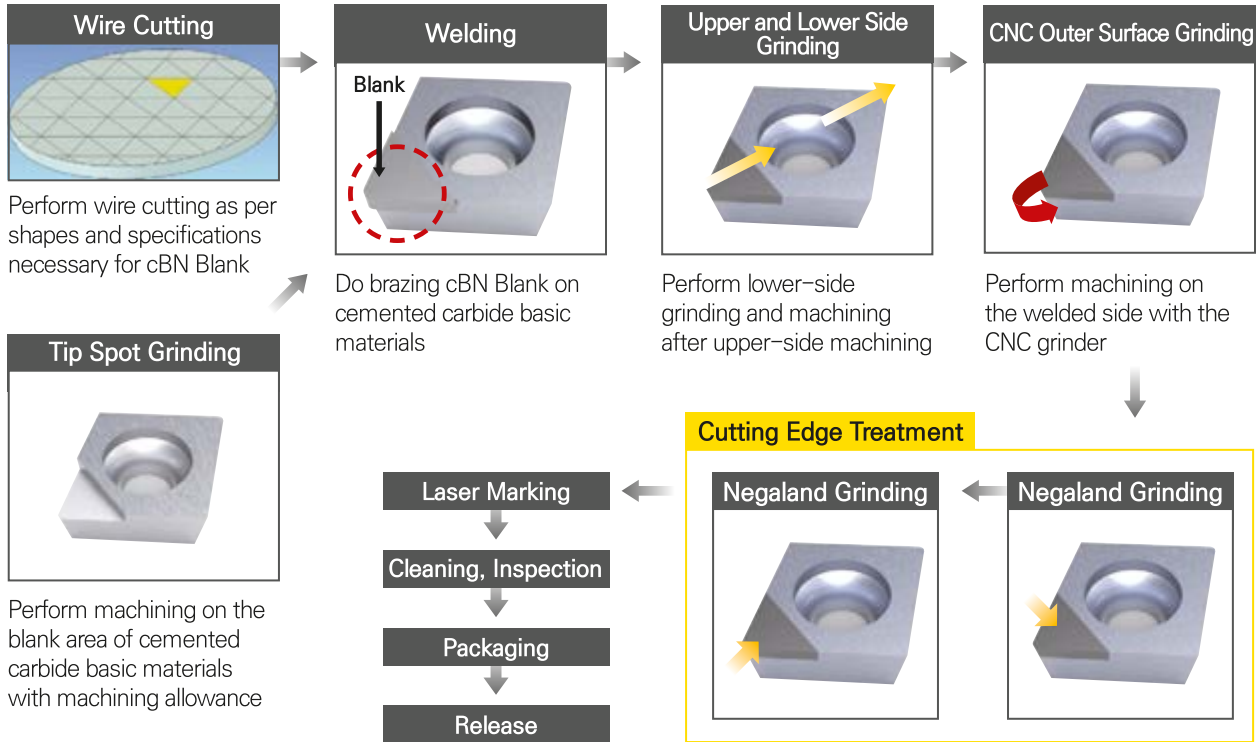 Wire Cutting
Perform wire cutting as per
shapes and specifications
necessary for cBN Blank
Tip Spot Grinding
Perform machining on the
blank area of cemented
carbide basic materials
with machining allowance
Welding
Blank
Do brazing cBN Blank on
cemented carbide basic
materials
Upper and Lower Side
Grinding
Perform lower-side
grinding and machining
after upper-side machining
CNC Outer Surface Grinding
Perform machining on
the welded side with the
CNC grinder
Cutting Edge Treatment
Negaland Grinding
Negaland Grinding
Laser Marking
Cleaning, Inspection
Packaging
Release